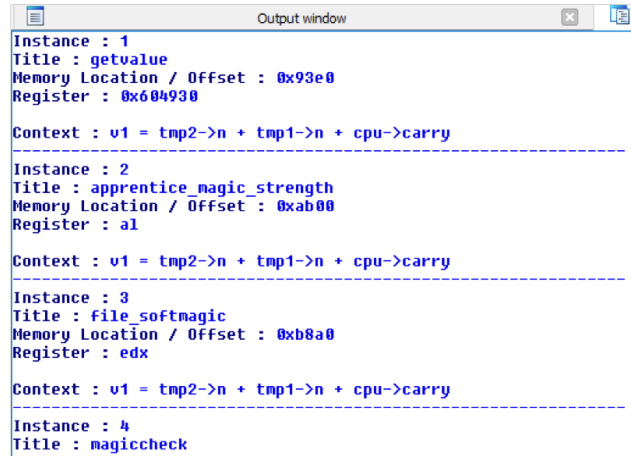 Output window
Instance : 1
Title : getvalue
Memory Location / Offset : 0x93e0
Register : 0x604930
Context : v1 = tmp2->n + tmp1->n + cpu->carry
--------------------------------------------------------------
Instance : 2
Title : apprentice_magic_strength
Memory Location / Offset : 0xab00
Register : al
Context : v1 = tmp2->n + tmp1->n + cpu->carry
--------------------------------------------------------------
Instance : 3
Title : file_softmagic
Memory Location / Offset : 0xb8a0
Register : edx
Context : v1 = tmp2->n + tmp1->n + cpu->carry
--------------------------------------------------------------
Instance : 4
Title : magiccheck